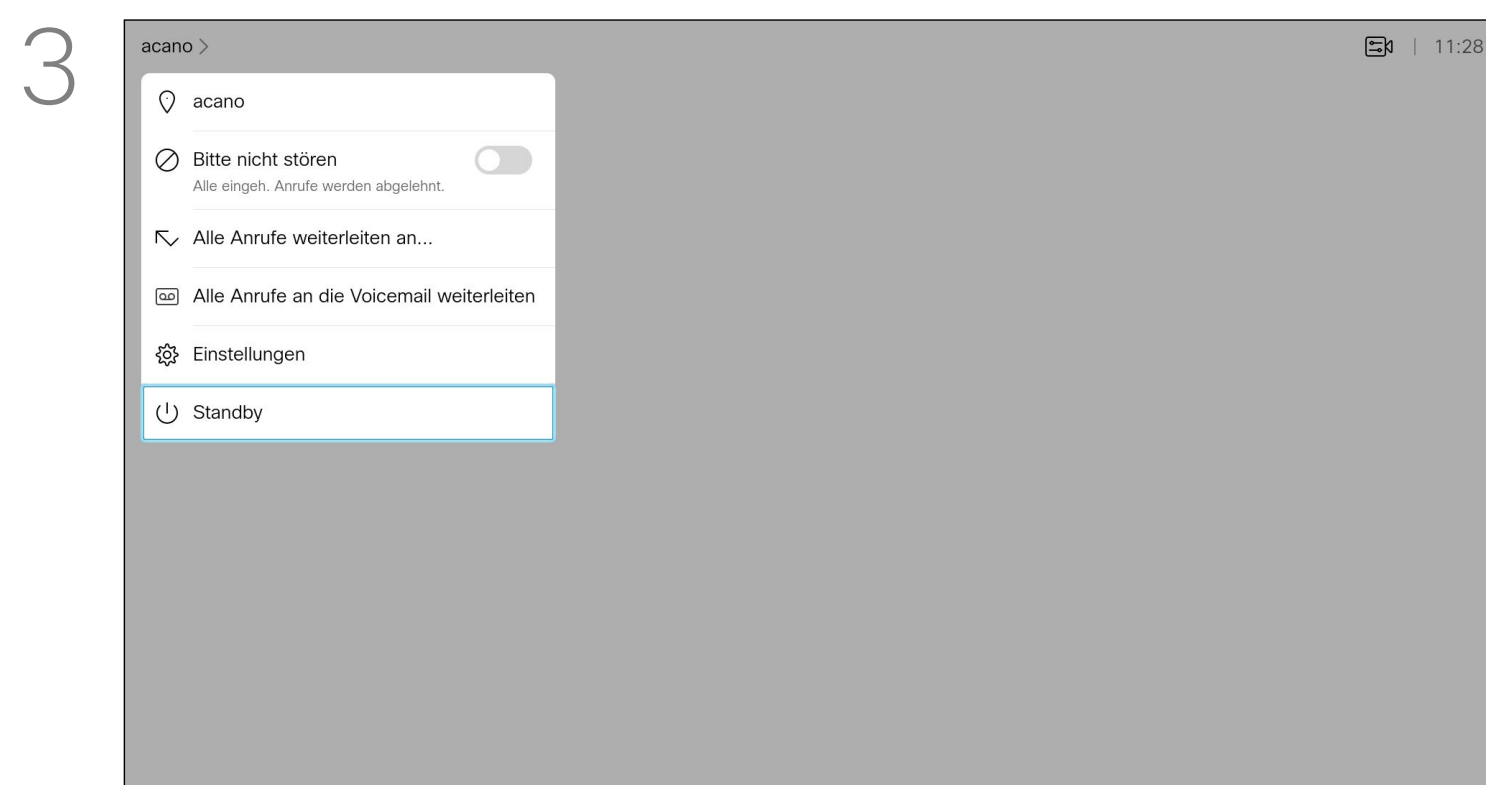 3
acano
11:28
acano
Bitte nicht stören
Alle eingeh. Anrufe werden abgelehnt.
Alle Anrufe weiterleiten an...
Alle Anrufe an die Voicemail weiterleiten
Einstellungen
Standby